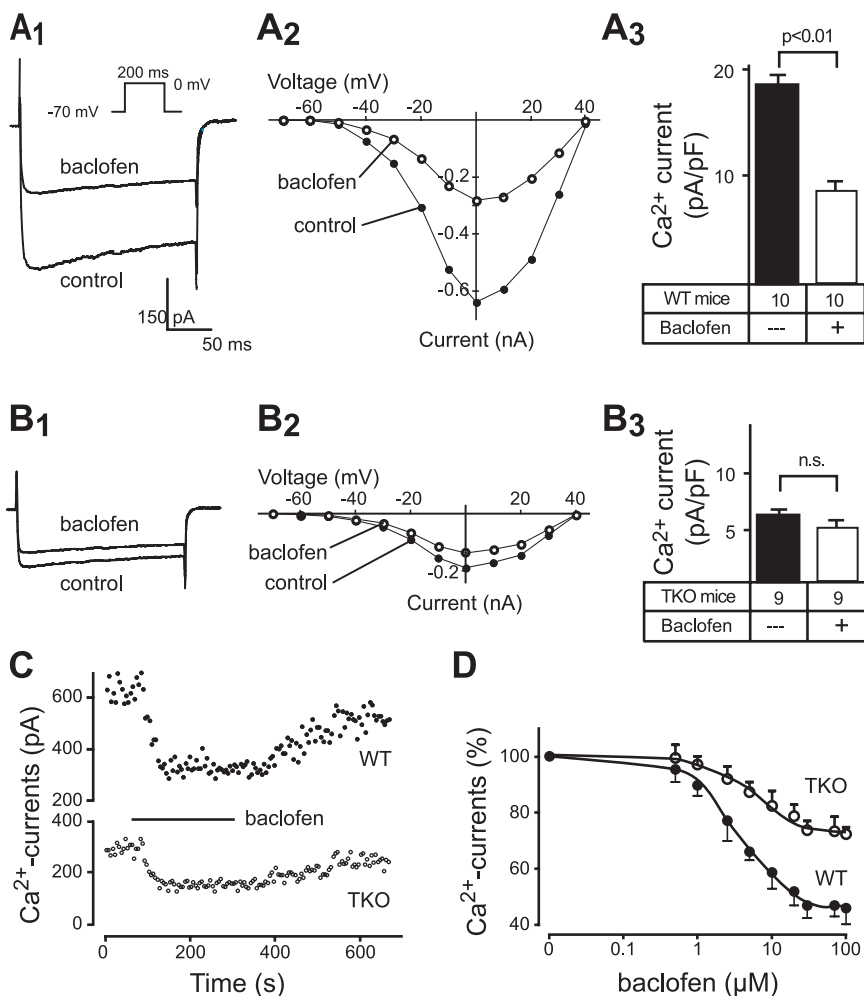 A1
200 ms
0 mV
-70 mV
baclofen
control
150 pA
50 ms
A2
Voltage (mV)
-60 -40 -20 0 20 40
baclofen
control
-0.2
-0.4
-0.6
Current (nA)
A3
p<0.01
20
10
Ca2+ current
(pA/pF)
WT mice 10 10
Baclofen --- +
B1
baclofen
control
B2
Voltage (mV)
-60 -40 -20 0 20 40
baclofen
control
-0.2
Current (nA)
B3
n.s.
10
5
Ca2+ current
(pA/pF)
TKO mice 9 9
Baclofen --- +
C
600
400
200
WT
400
200
0
baclofen
TKO
Ca2+-currents (pA)
0 200 400 600
Time (s)
D
100
80
60
40
Ca2+-currents (%)
TKO
WT
0 0.1 1 10 100
baclofen (µM)